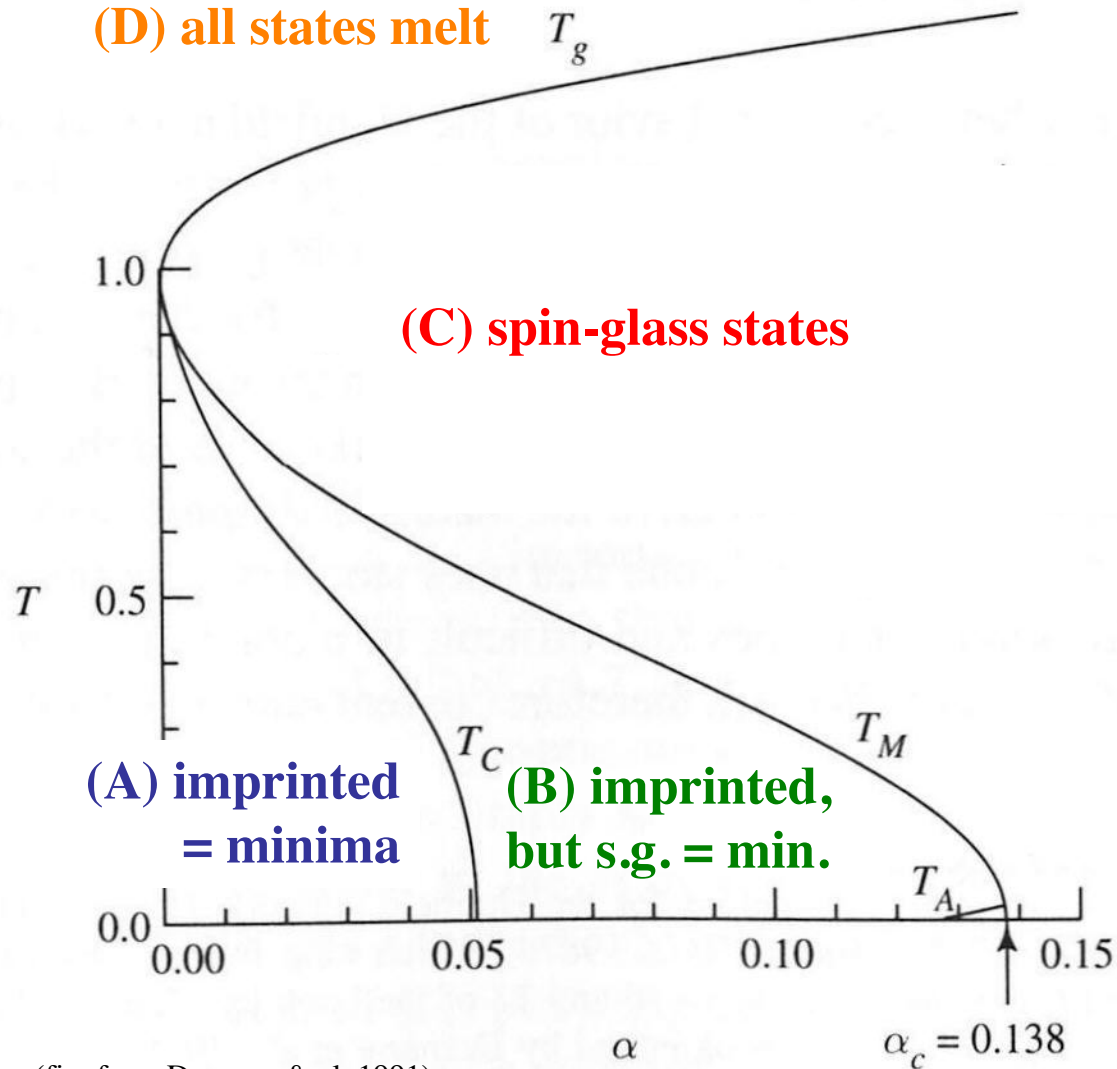 (D) all states melt
T_g
1.0
(C) spin-glass states
T
0.5
T_C
T_M
(A) imprinted
= minima
(B) imprinted,
but s.g. = min.
T_A
0.0
0.00
0.05
0.10
0.15
α
α_c = 0.138